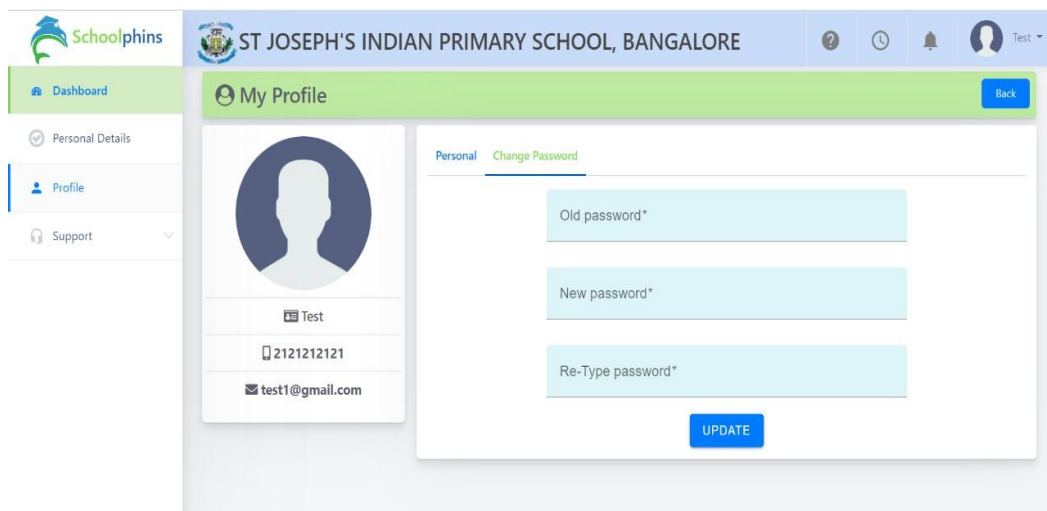 Schoolphins
ST JOSEPH'S INDIAN PRIMARY SCHOOL, BANGALORE
Test
Dashboard
Personal Details
Profile
Support
My Profile
Back
Test
2121212121
test1@gmail.com
Personal Change Password
Old password*
New password*
Re-Type password*
UPDATE